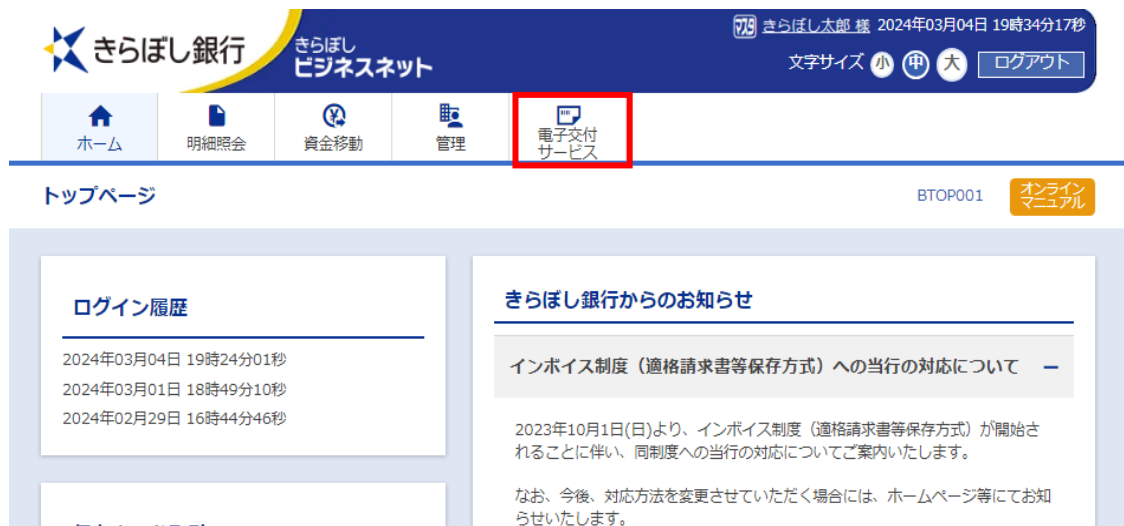 きらぼし銀行
きらぼし
ビジネスネット
きらぼし太郎 様 2024年03月04日 19時34分17秒
文字サイズ 小 中 大 ログアウト
ホーム
明細照会
資金移動
管理
電子交付
サービス
トップページ
BTOP001
オンライン
マニュアル
ログイン履歴
2024年03月04日 19時24分01秒
2024年03月01日 18時49分10秒
2024年02月29日 16時44分46秒
きらぼし銀行からのお知らせ
インボイス制度（適格請求書等保存方式）への当行の対応について －
2023年10月1日(日)より、インボイス制度（適格請求書等保存方式）が開始さ
れることに伴い、同制度への当行の対応についてご案内いたします。
なお、今後、対応方法を変更させていただく場合には、ホームページ等にてお知
らせいたします。